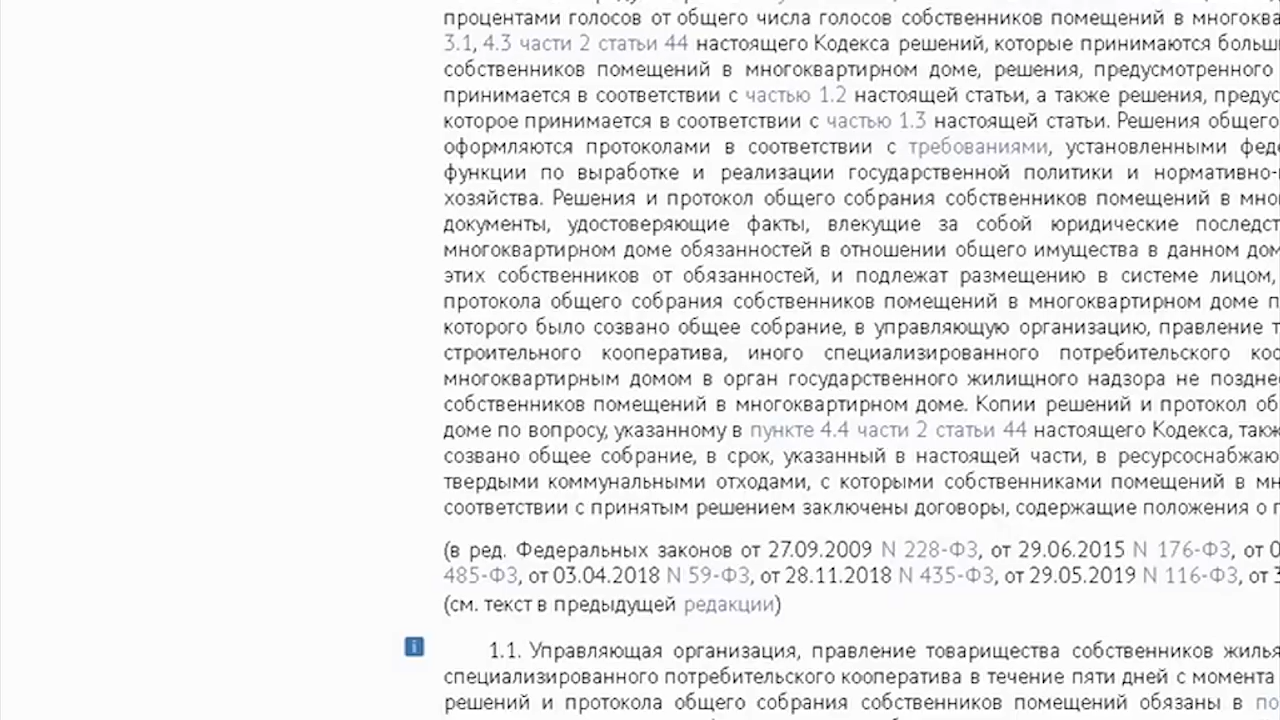 процентами голосов от общего числа голосов собственников помещений в многоква
3.1, 4.3 части 2 статьи 44 настоящего Кодекса решений, которые принимаются больш
собственников помещений в многоквартирном доме, решения, предусмотренного
принимается в соответствии с частью 1.2 настоящей статьи, а также решения, предус
которое принимается в соответствии с частью 1.3 настоящей статьи. Решения общего
оформляются протоколами в соответствии с требованиями, установленными феде
функции по выработке и реализации государственной политики и нормативно-
хозяйства. Решения и протокол общего собрания собственников помещений в мно
документы, удостоверяющие факты, влекущие за собой юридические последст
многоквартирном доме обязанностей в отношении общего имущества в данном дом
этих собственников от обязанностей, и подлежат размещению в системе лицом,
протокола общего собрания собственников помещений в многоквартирном доме п
которого было созвано общее собрание, в управляющую организацию, правление т
строительного кооператива, иного специализированного потребительского коо
многоквартирным домом в орган государственного жилищного надзора не поздне
собственников помещений в многоквартирном доме. Копии решений и протокол об
доме по вопросу, указанному в пункте 4.4 части 2 статьи 44 настоящего Кодекса, такж
созвано общее собрание, в срок, указанный в настоящей части, в ресурсоснабжаю
твердыми коммунальными отходами, с которыми собственниками помещений в мн
соответствии с принятым решением заключены договоры, содержащие положения о п
(в ред. Федеральных законов от 27.09.2009 N 228-ФЗ, от 29.06.2015 N 176-ФЗ, от 0
485-ФЗ, от 03.04.2018 N 59-ФЗ, от 28.11.2018 N 435-ФЗ, от 29.05.2019 N 116-ФЗ, от 3
(см. текст в предыдущей редакции)
1.1. Управляющая организация, правление товарищества собственников жилья
специализированного потребительского кооператива в течение пяти дней с момента
решений и протокола общего собрания собственников помещений обязаны в по